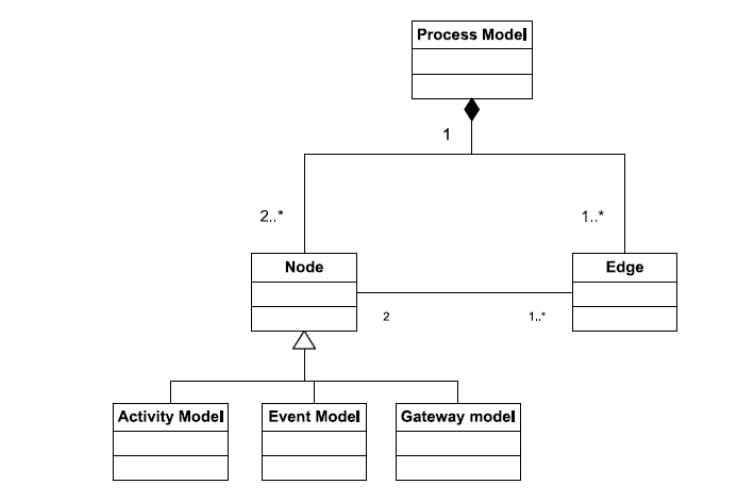 Process Model
1
2..*
1..*
Node
Edge
2
1..*
Activity Model
Event Model
Gateway model